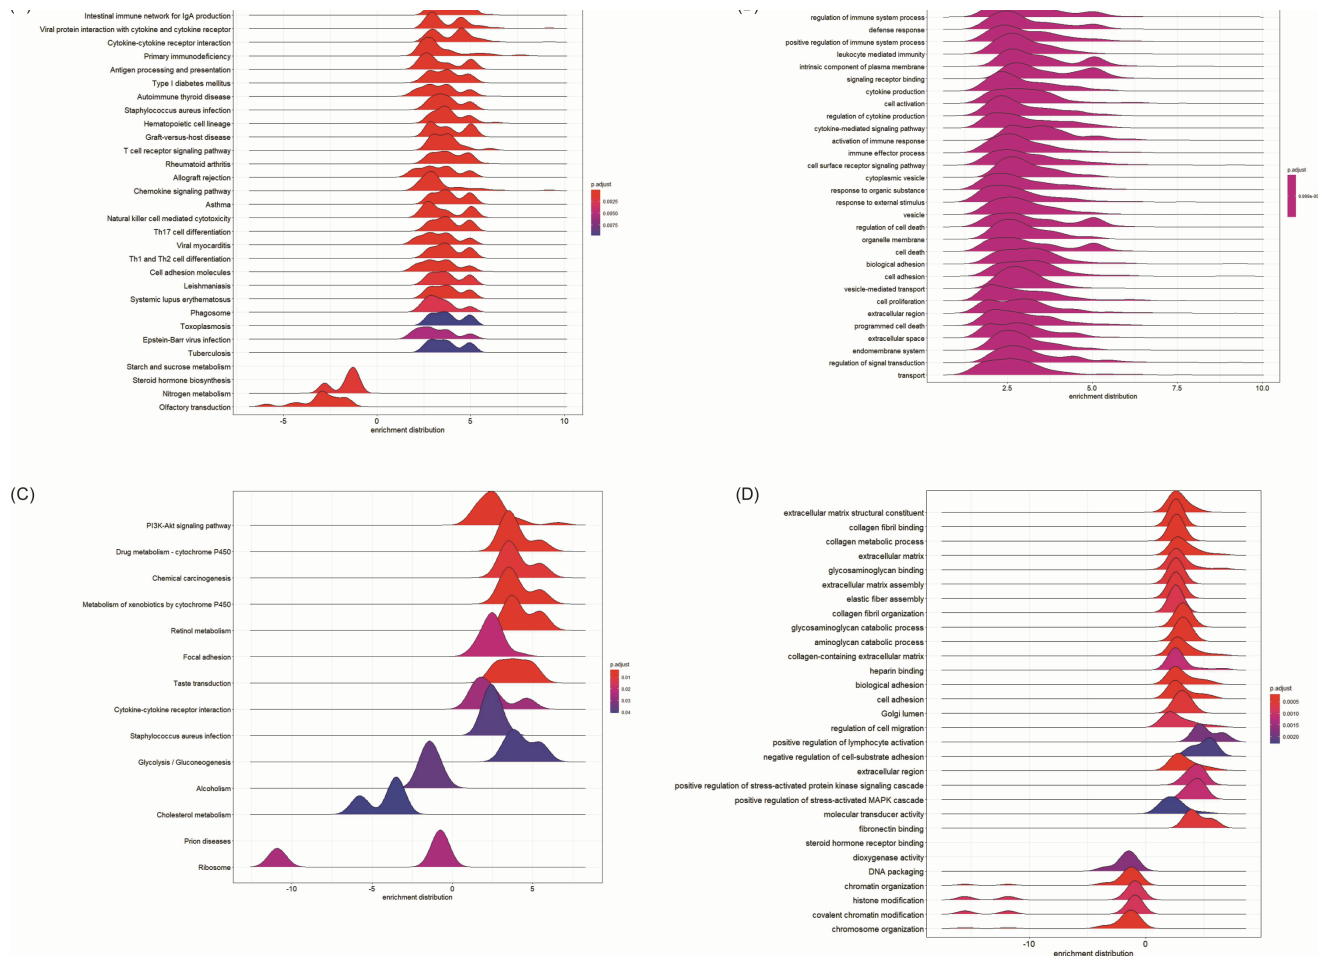 Intestinal immune network for IgA production
Viral protein interaction with cytokine and cytokine receptor
Cytokine-cytokine receptor interaction
Primary immunodeficiency
Antigen processing and presentation
Type I diabetes mellitus
Autoimmune thyroid disease
Staphylococcus aureus infection
Hematopoietic cell lineage
Graft-versus-host disease
T cell receptor signaling pathway
Rheumatoid arthritis
Allograft rejection
Chemokine signaling pathway
Asthma
Natural killer cell mediated cytotoxicity
Th17 cell differentiation
Viral myocarditis
Th1 and Th2 cell differentiation
Cell adhesion molecules
Leishmaniasis
Systemic lupus erythematosus
Phagosome
Toxoplasmosis
Epstein-Barr virus infection
Tuberculosis
Starch and sucrose metabolism
Steroid hormone biosynthesis
Nitrogen metabolism
Olfactory transduction
-5 0 5 10
enrichment distribution
p.adjust
0.0025
0.0050
0.0075
regulation of immune system process
defense response
positive regulation of immune system process
leukocyte mediated immunity
intrinsic component of plasma membrane
signaling receptor binding
cytokine production
cell activation
regulation of cytokine production
cytokine-mediated signaling pathway
activation of immune response
immune effector process
cell surface receptor signaling pathway
cytoplasmic vesicle
response to organic substance
response to external stimulus
vesicle
regulation of cell death
organelle membrane
cell death
biological adhesion
cell adhesion
vesicle-mediated transport
cell proliferation
extracellular region
programmed cell death
extracellular space
endomembrane system
regulation of signal transduction
transport
2.5 5.0 7.5 10.0
enrichment distribution
p.adjust
(C)
PI3K-Akt signaling pathway
Drug metabolism - cytochrome P450
Chemical carcinogenesis
Metabolism of xenobiotics by cytochrome P450
Retinol metabolism
Focal adhesion
Taste transduction
Cytokine-cytokine receptor interaction
Staphylococcus aureus infection
Glycolysis / Gluconeogenesis
Alcoholism
Cholesterol metabolism
Prion diseases
Ribosome
-10 -5 0 5
enrichment distribution
p.adjust
0.01
0.02
0.03
0.04
(D)
extracellular matrix structural constituent
collagen fibril binding
collagen metabolic process
extracellular matrix
glycosaminoglycan binding
extracellular matrix assembly
elastic fiber assembly
collagen fibril organization
glycosaminoglycan catabolic process
aminoglycan catabolic process
collagen-containing extracellular matrix
heparin binding
biological adhesion
cell adhesion
Golgi lumen
regulation of cell migration
positive regulation of lymphocyte activation
negative regulation of cell-substrate adhesion
extracellular region
positive regulation of stress-activated protein kinase signaling cascade
positive regulation of stress-activated MAPK cascade
molecular transducer activity
fibronectin binding
steroid hormone receptor binding
dioxygenase activity
DNA packaging
chromatin organization
histone modification
covalent chromatin modification
chromosome organization
-10 0
enrichment distribution
p.adjust
0.0005
0.0010
0.0015
0.0020